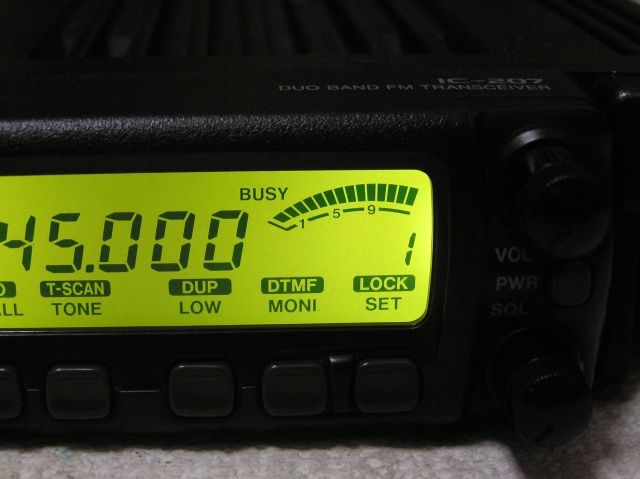 IC-207
DUO BAND FM TRANSCEIVER
BUSY
1 5 9
45.000 1
T-SCAN DUP DTMF LOCK
LL TONE LOW MONI SET
VOL
PWR
SQL